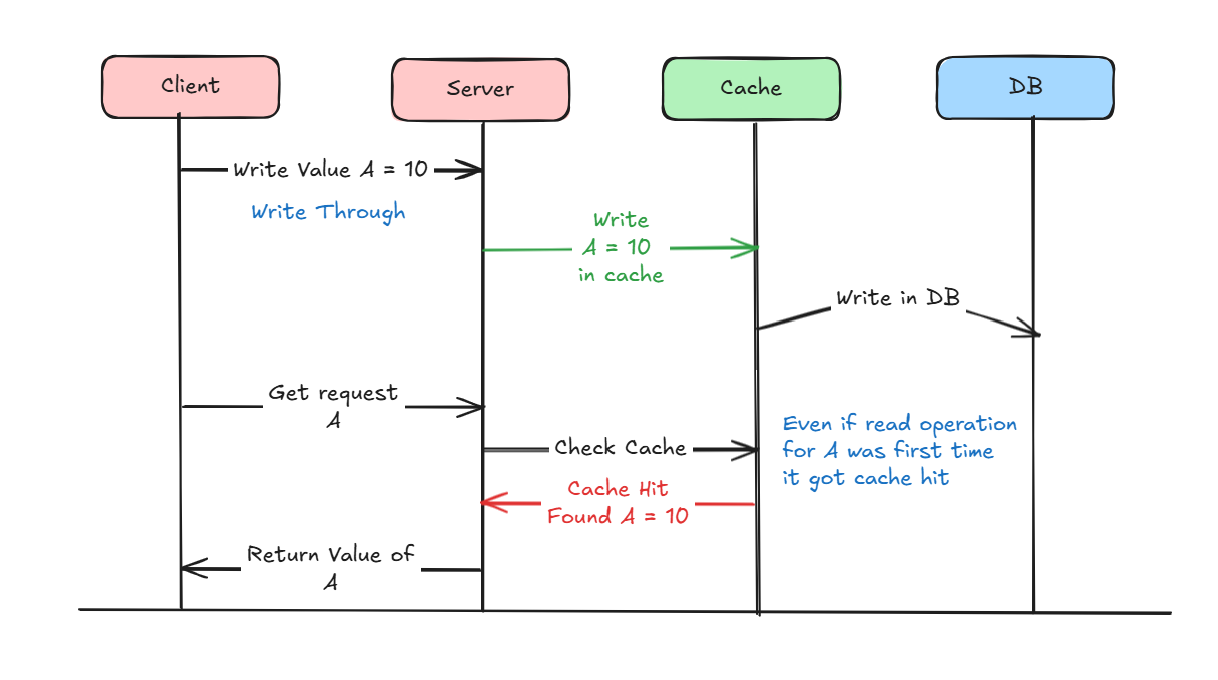 Client
Server
Cache
DB
Write Value A = 10
Write Through
Write
A = 10
in cache
Write in DB
Get request
A
Check Cache
Even if read operation
for A was first time
it got cache hit
Cache Hit
Found A = 10
Return Value of
A